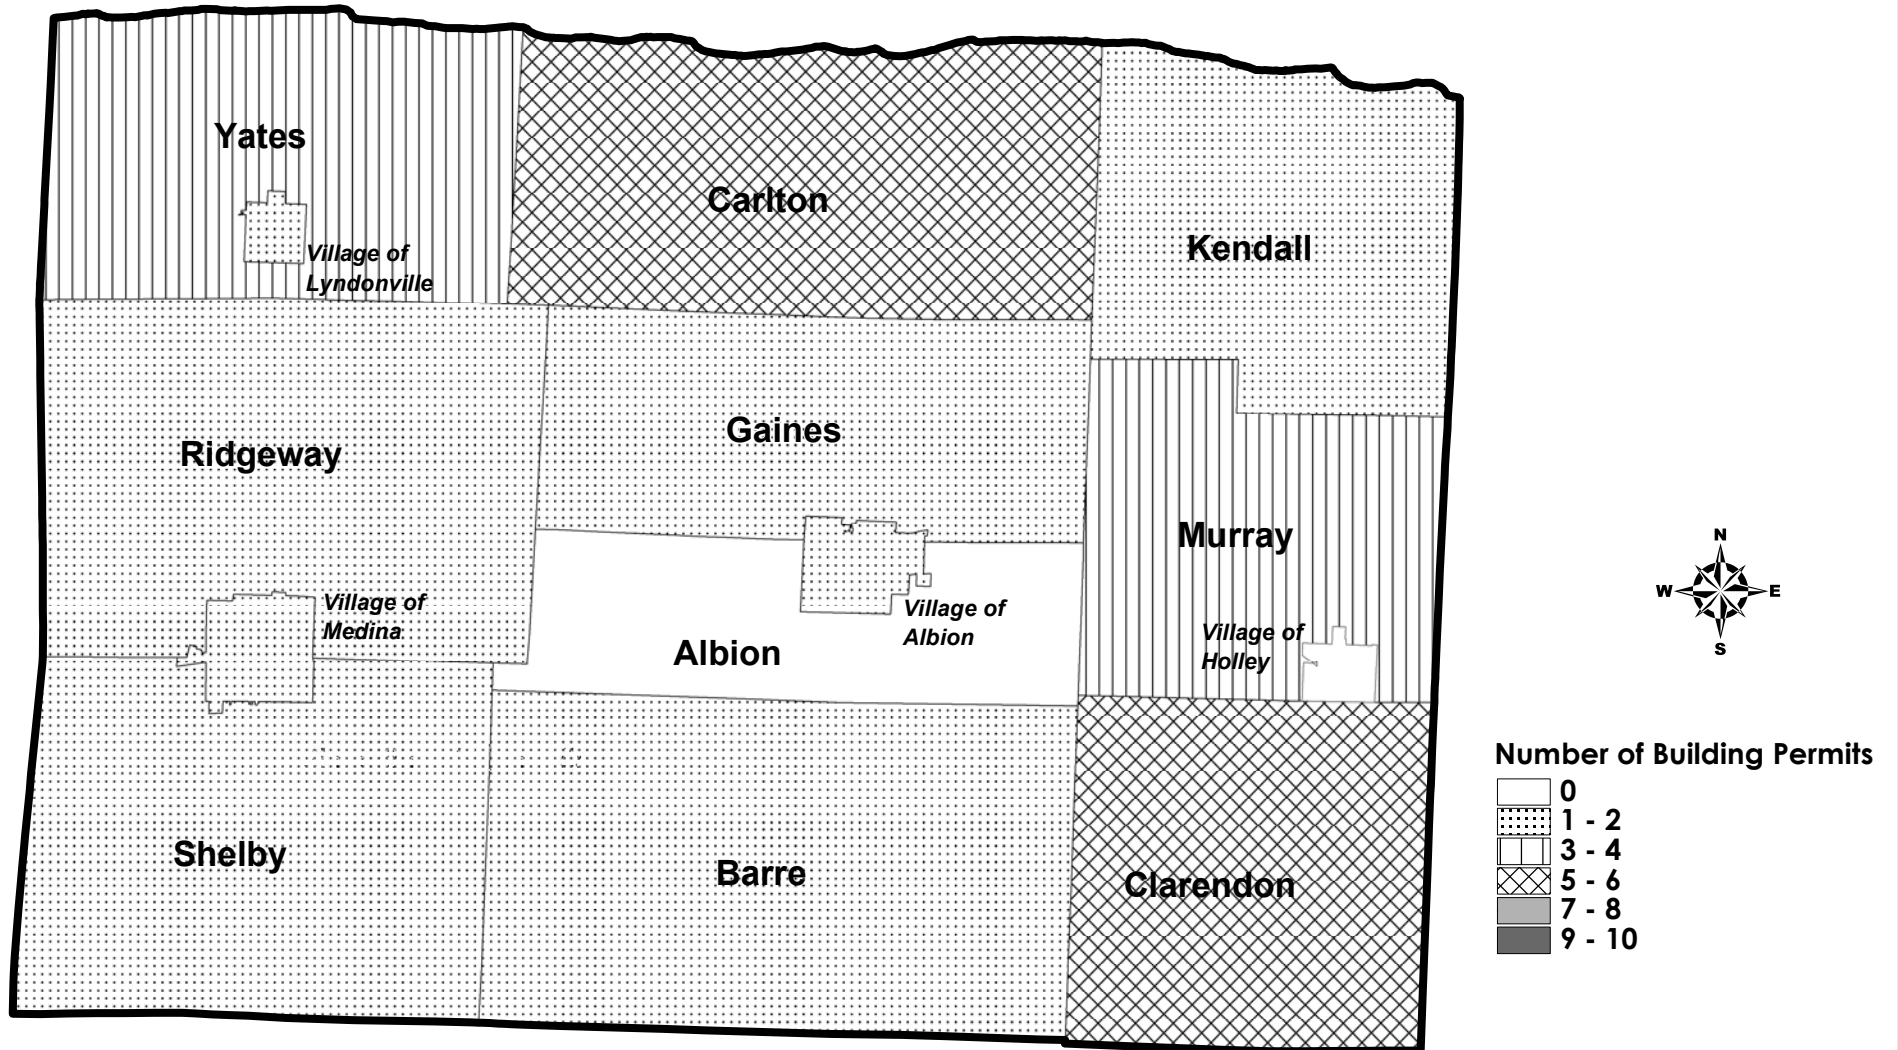 Yates
Carlton
Kendall
Village of
Lyndonville
Gaines
Ridgeway
Murray
Village of
Medina
Village of
Albion
Albion
Village of
Holley
Shelby
Barre
Clarendon
N
W
E
S
Number of Building Permits
0
1 - 2
3 - 4
5 - 6
7 - 8
9 - 10